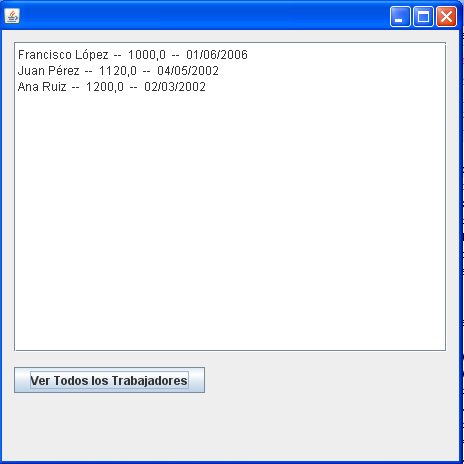 Francisco López -- 1000,0 -- 01/06/2006
Juan Pérez -- 1120,0 -- 04/05/2002
Ana Ruiz -- 1200,0 -- 02/03/2002
Ver Todos los Trabajadores